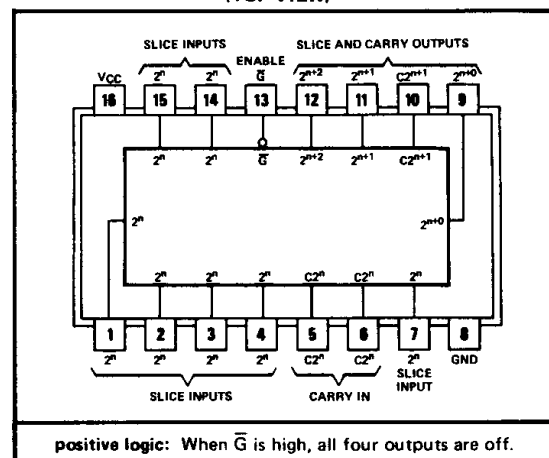 (TOP VIEW)
SLICE INPUTS ENABLE SLICE AND CARRY OUTPUTS
VCC 2ⁿ 2ⁿ G̅ 2ⁿ⁺² 2ⁿ⁺¹ C2ⁿ⁺¹ 2ⁿ⁺⁰
16 15 14 13 12 11 10 9
2ⁿ 2ⁿ G̅ 2ⁿ⁺² 2ⁿ⁺¹ C2ⁿ⁺¹
2ⁿ 2ⁿ⁺⁰
2ⁿ 2ⁿ 2ⁿ C2ⁿ C2ⁿ 2ⁿ
1 2 3 4 5 6 7 8
2ⁿ 2ⁿ 2ⁿ 2ⁿ C2ⁿ C2ⁿ 2ⁿ GND
SLICE INPUTS CARRY IN SLICE
INPUT
positive logic: When G̅ is high, all four outputs are off.